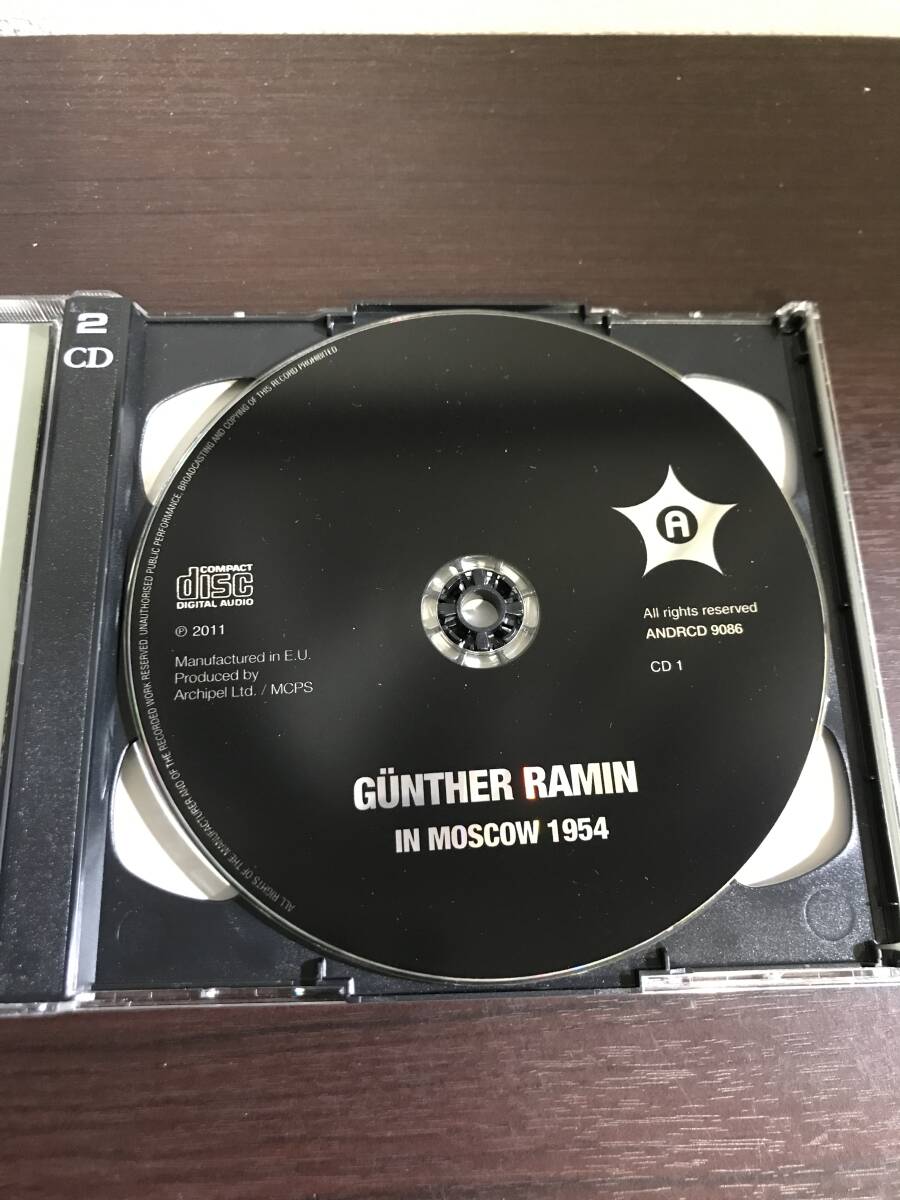 2
CD
ALL RIGHTS OF THE MANUFACTURER AND OF THE RECORDED WORK RESERVED. UNAUTHORISED PUBLIC PERFORMANCE, BROADCASTING AND COPYING OF THIS RECORD PROHIBITED
COMPACT
disc
DIGITAL AUDIO
℗ 2011
Manufactured in E.U.
Produced by
Archipel Ltd. / MCPS
A
All rights reserved
ANDRCD 9086
CD 1
GÜNTHER RAMIN
IN MOSCOW 1954